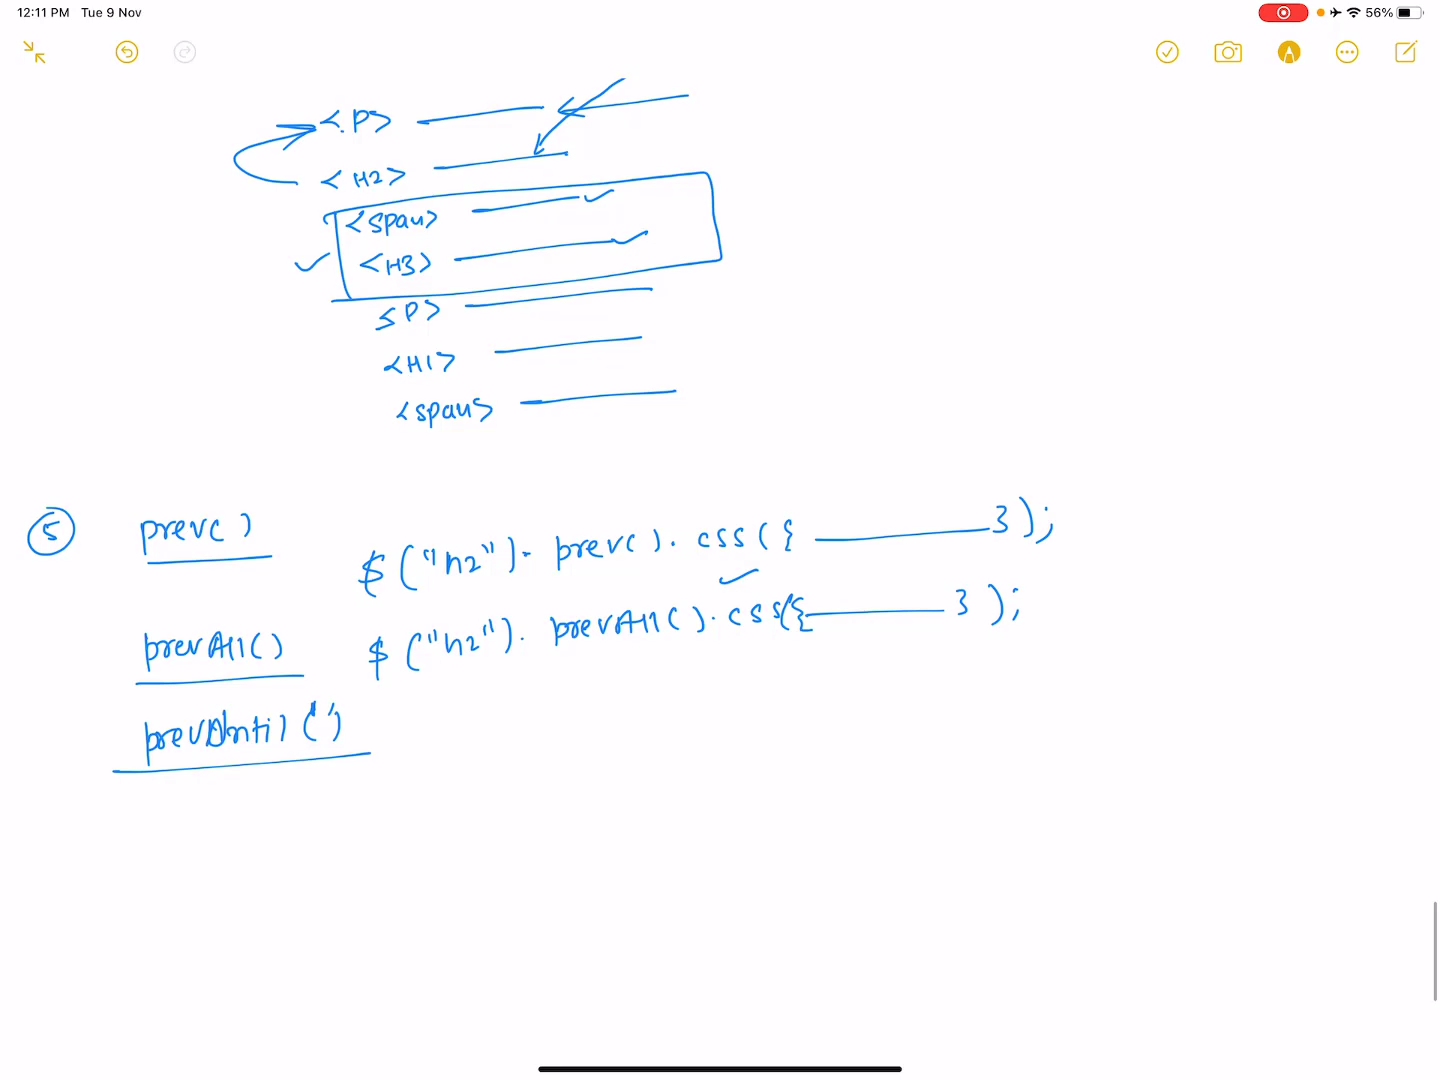 12:11 PM Tue 9 Nov
56%
<P>
<H2>
<span>
<H3>
<P>
<H1>
<span>
5 prev() $("h2"). prev(). css({ });
prevAll() $("h2"). prevAll(). css({ });
prevUntil('')